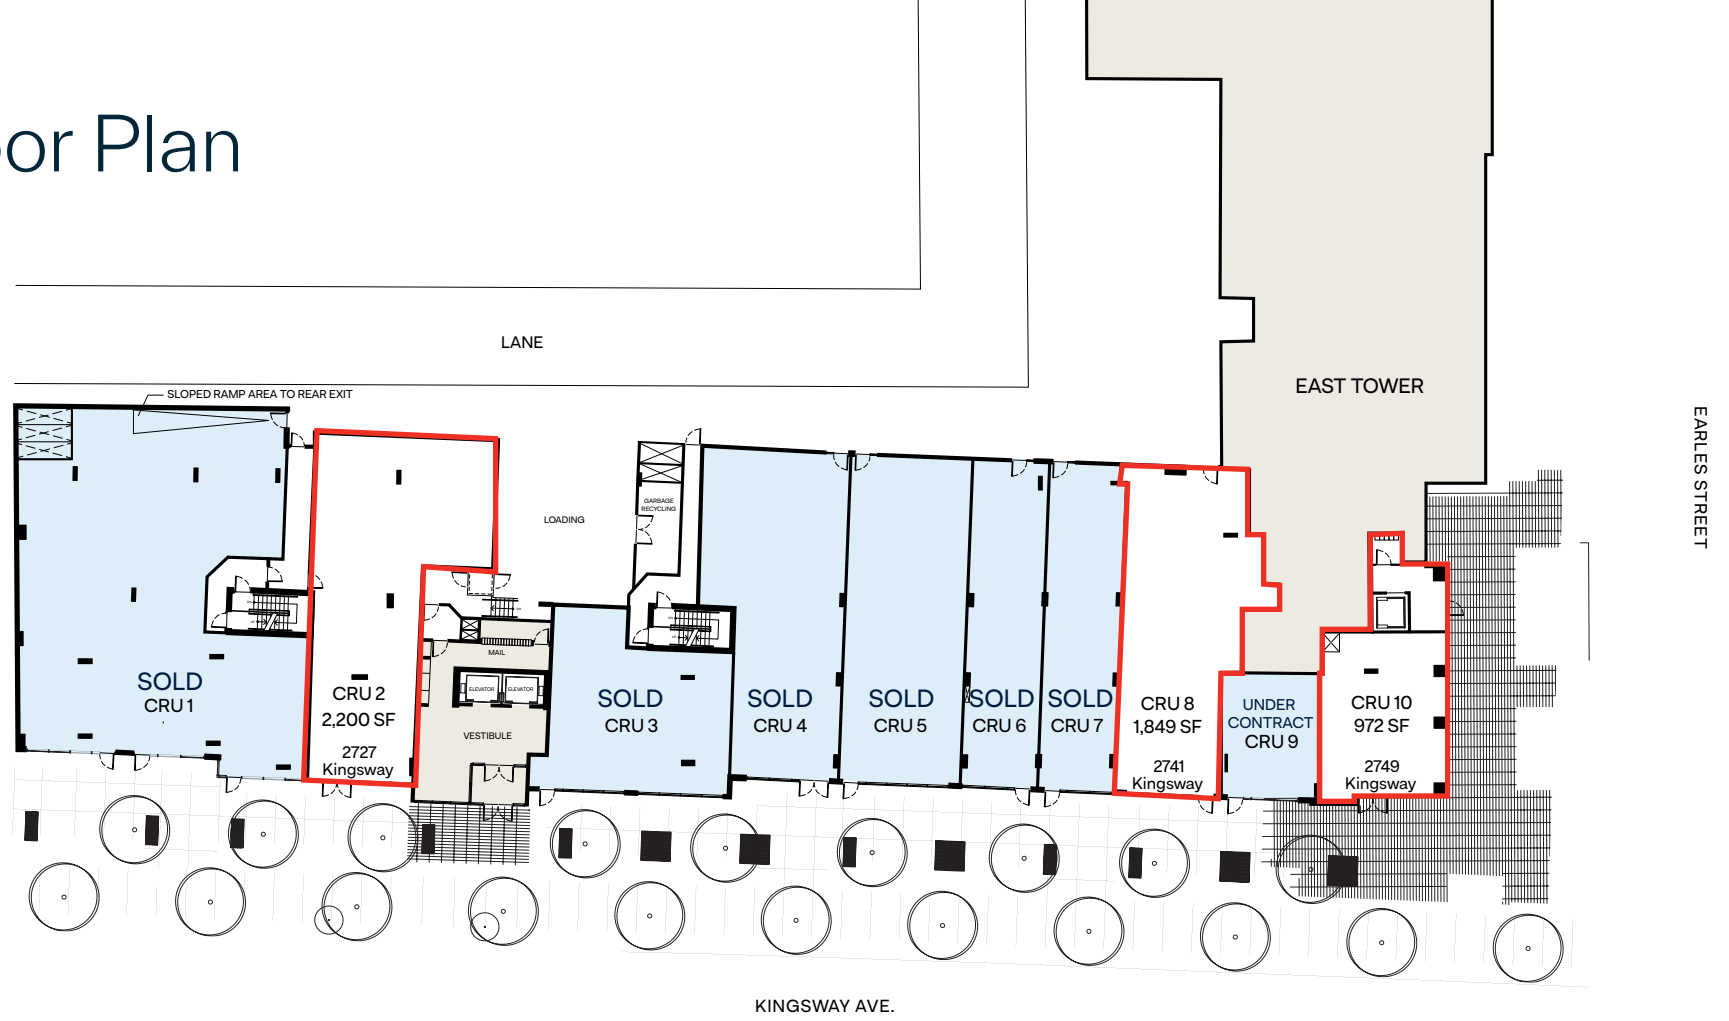 oor Plan
LANE
SLOPED RAMP AREA TO REAR EXIT
EAST TOWER
EARLES STREET
LOADING
GARBAGE
RECYCLING
MAIL
ELEVATOR
ELEVATOR
VESTIBULE
SOLD
CRU 1
CRU 2
2,200 SF
2727
Kingsway
SOLD
CRU 3
SOLD
CRU 4
SOLD
CRU 5
SOLD
CRU 6
SOLD
CRU 7
CRU 8
1,849 SF
2741
Kingsway
UNDER
CONTRACT
CRU 9
CRU 10
972 SF
2749
Kingsway
KINGSWAY AVE.